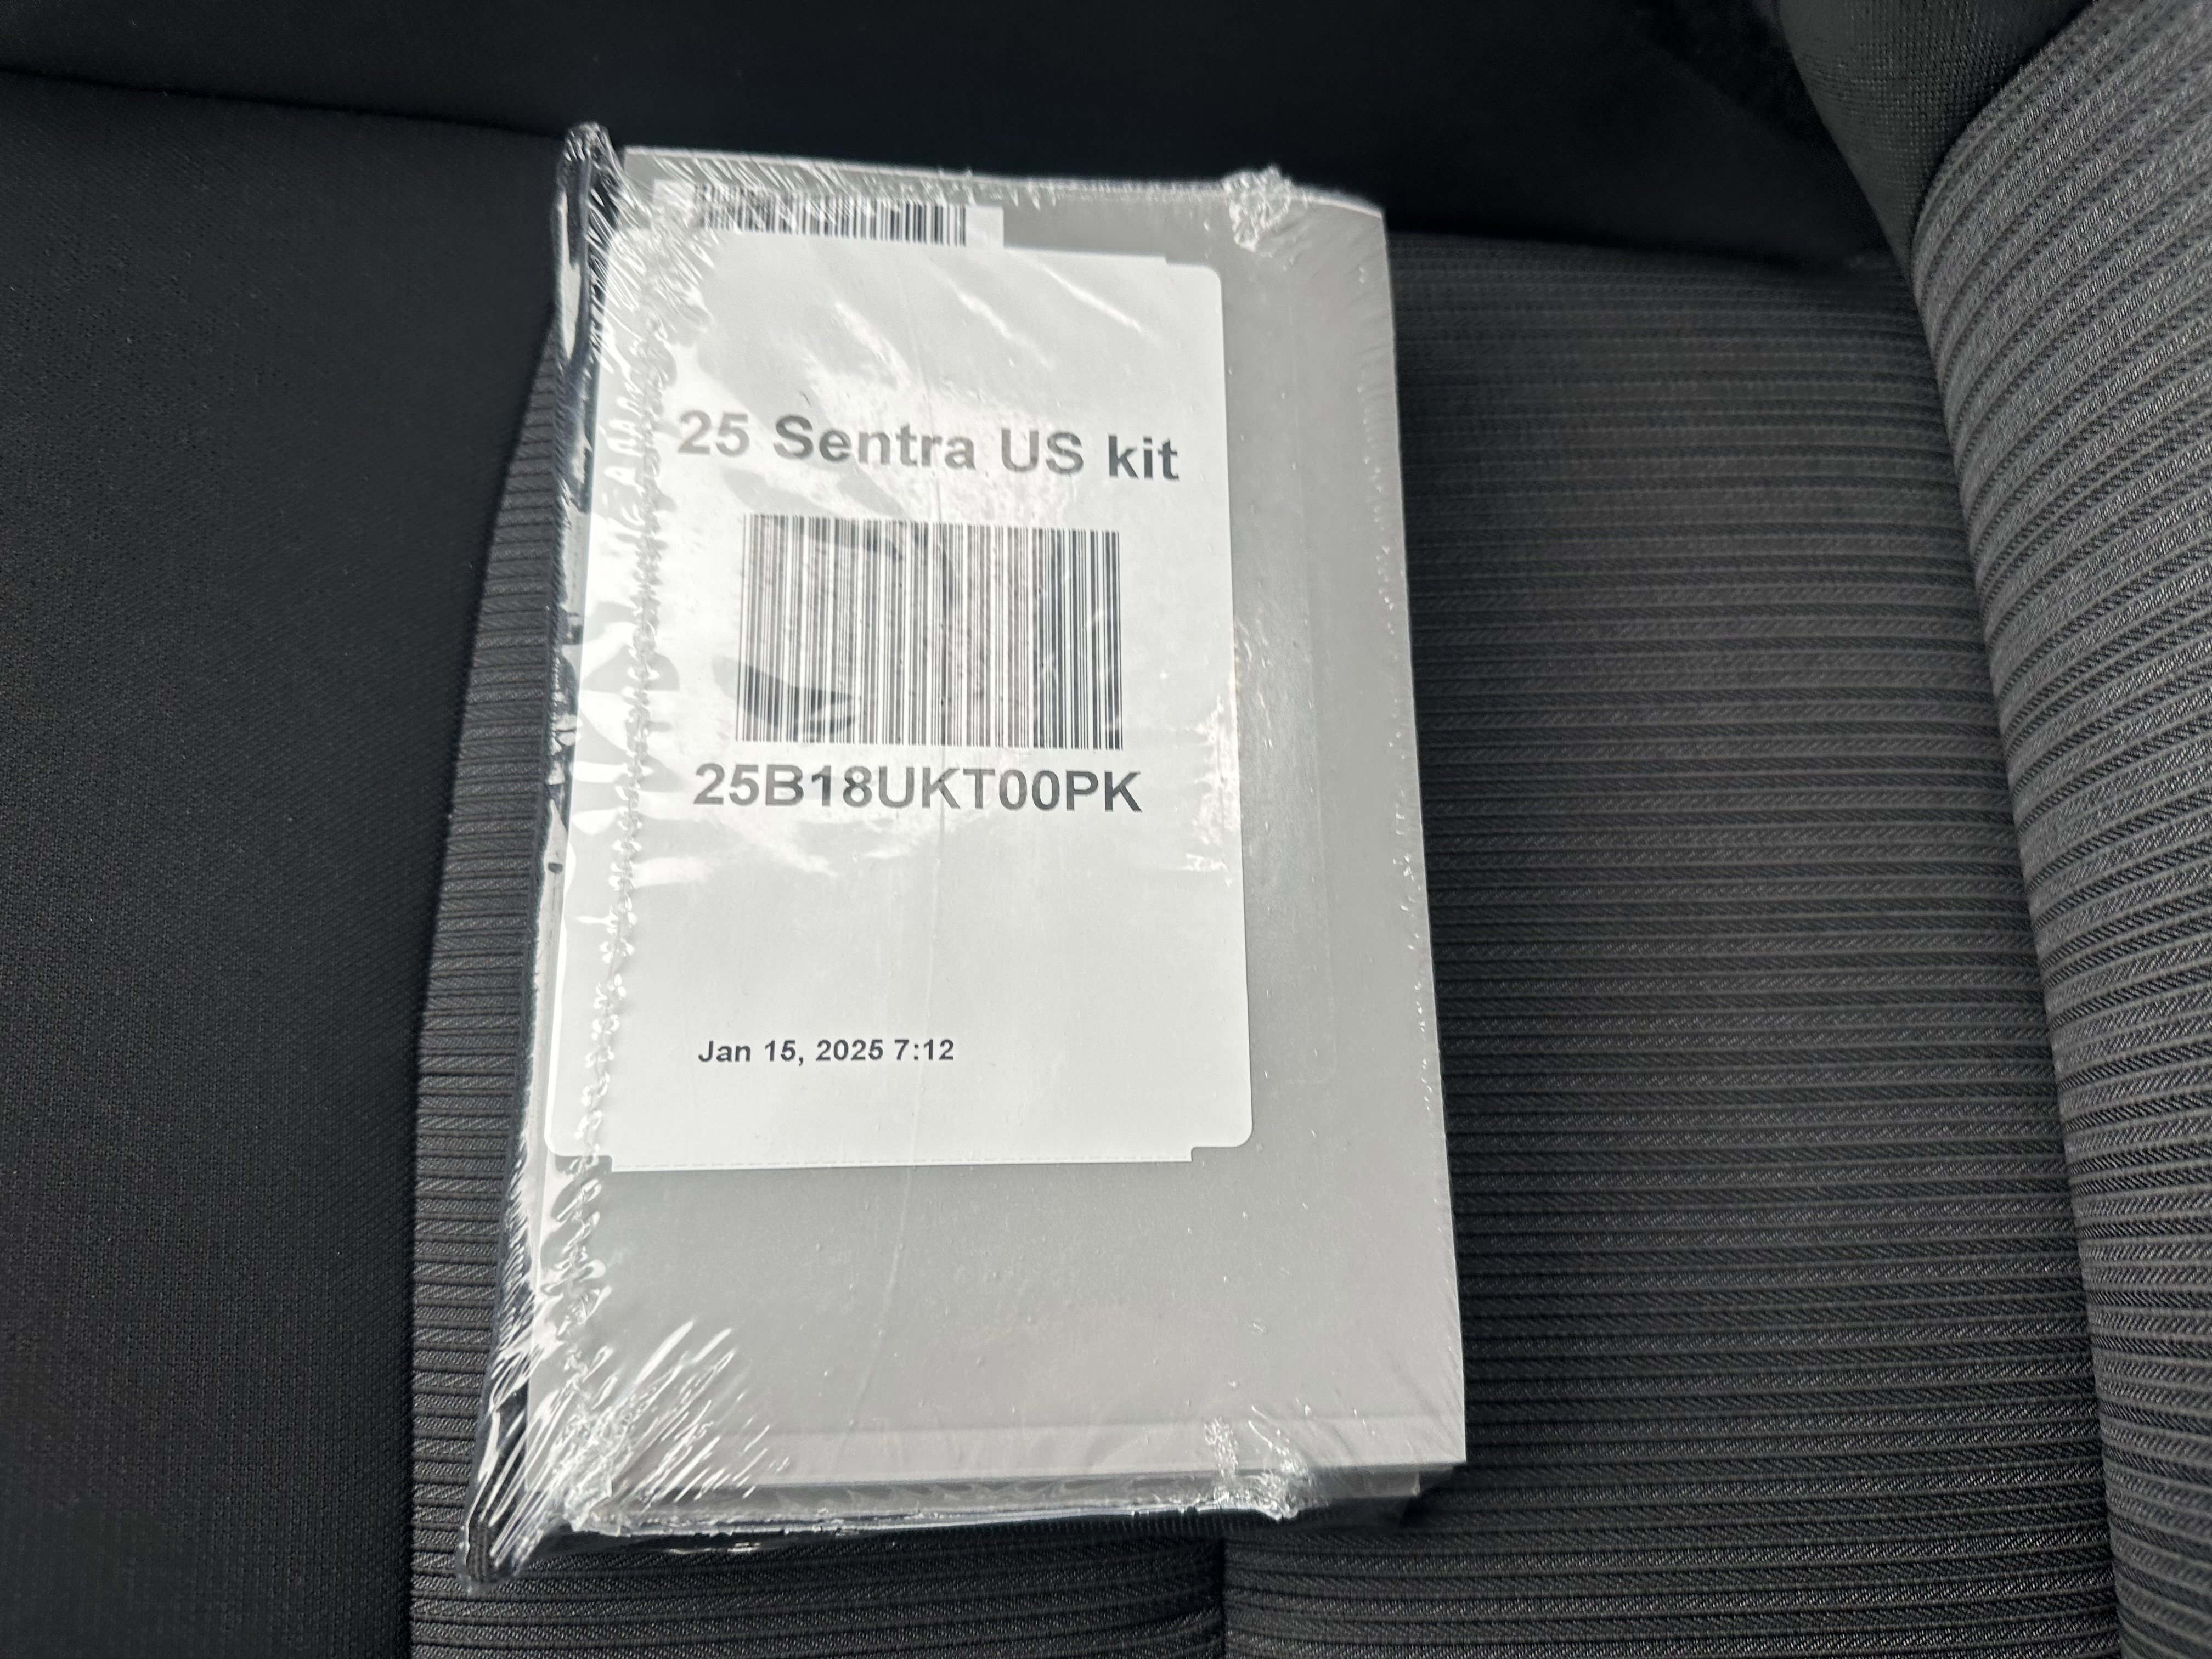 25 Sentra US kit
25B18UKT00PK
Jan 15, 2025 7:12